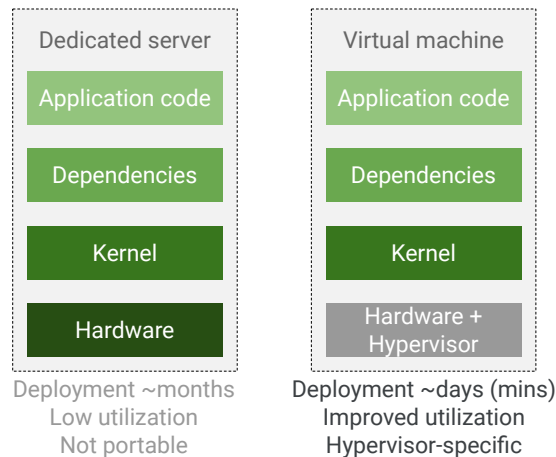 Dedicated server
Application code
Dependencies
Kernel
Hardware
Deployment ~months
Low utilization
Not portable
Virtual machine
Application code
Dependencies
Kernel
Hardware +
Hypervisor
Deployment ~days (mins)
Improved utilization
Hypervisor-specific